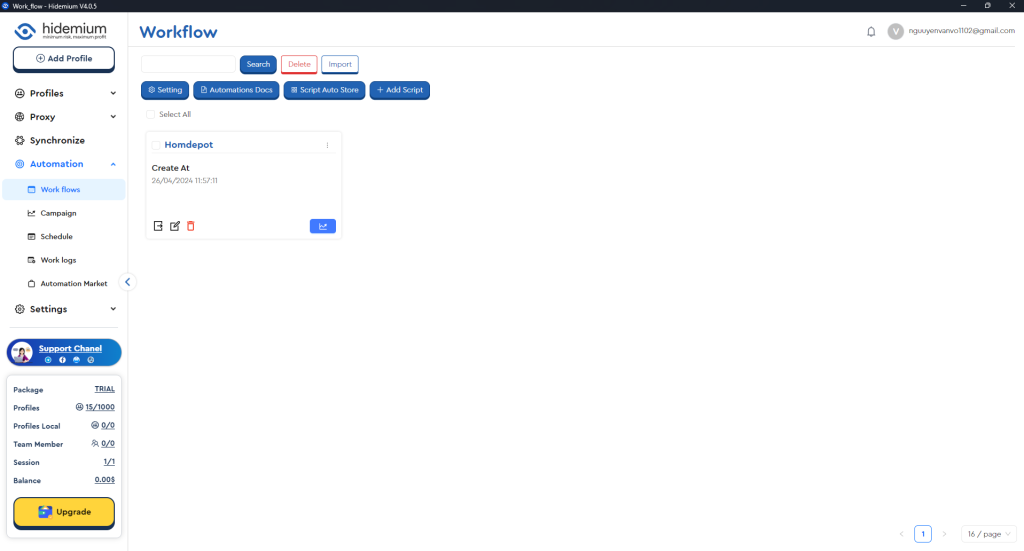 Work_flow - Hidemium V4.0.5
hidemium
minimum risk, maximum profit
Add Profile
Profiles
Proxy
Synchronize
Automation
Work flows
Campaign
Schedule
Work logs
Automation Market
Settings
Support Chanel
Package TRIAL
Profiles 15/1000
Profiles Local 0/0
Team Member 0/0
Session 1/1
Balance 0.00$
Upgrade
Workflow
V nguuyenvanvo1102@gmail.com
Search Delete Import
Setting Automations Docs Script Auto Store + Add Script
Select All
Homdepot
Create At
26/04/2024 11:57:11
1 16 / page